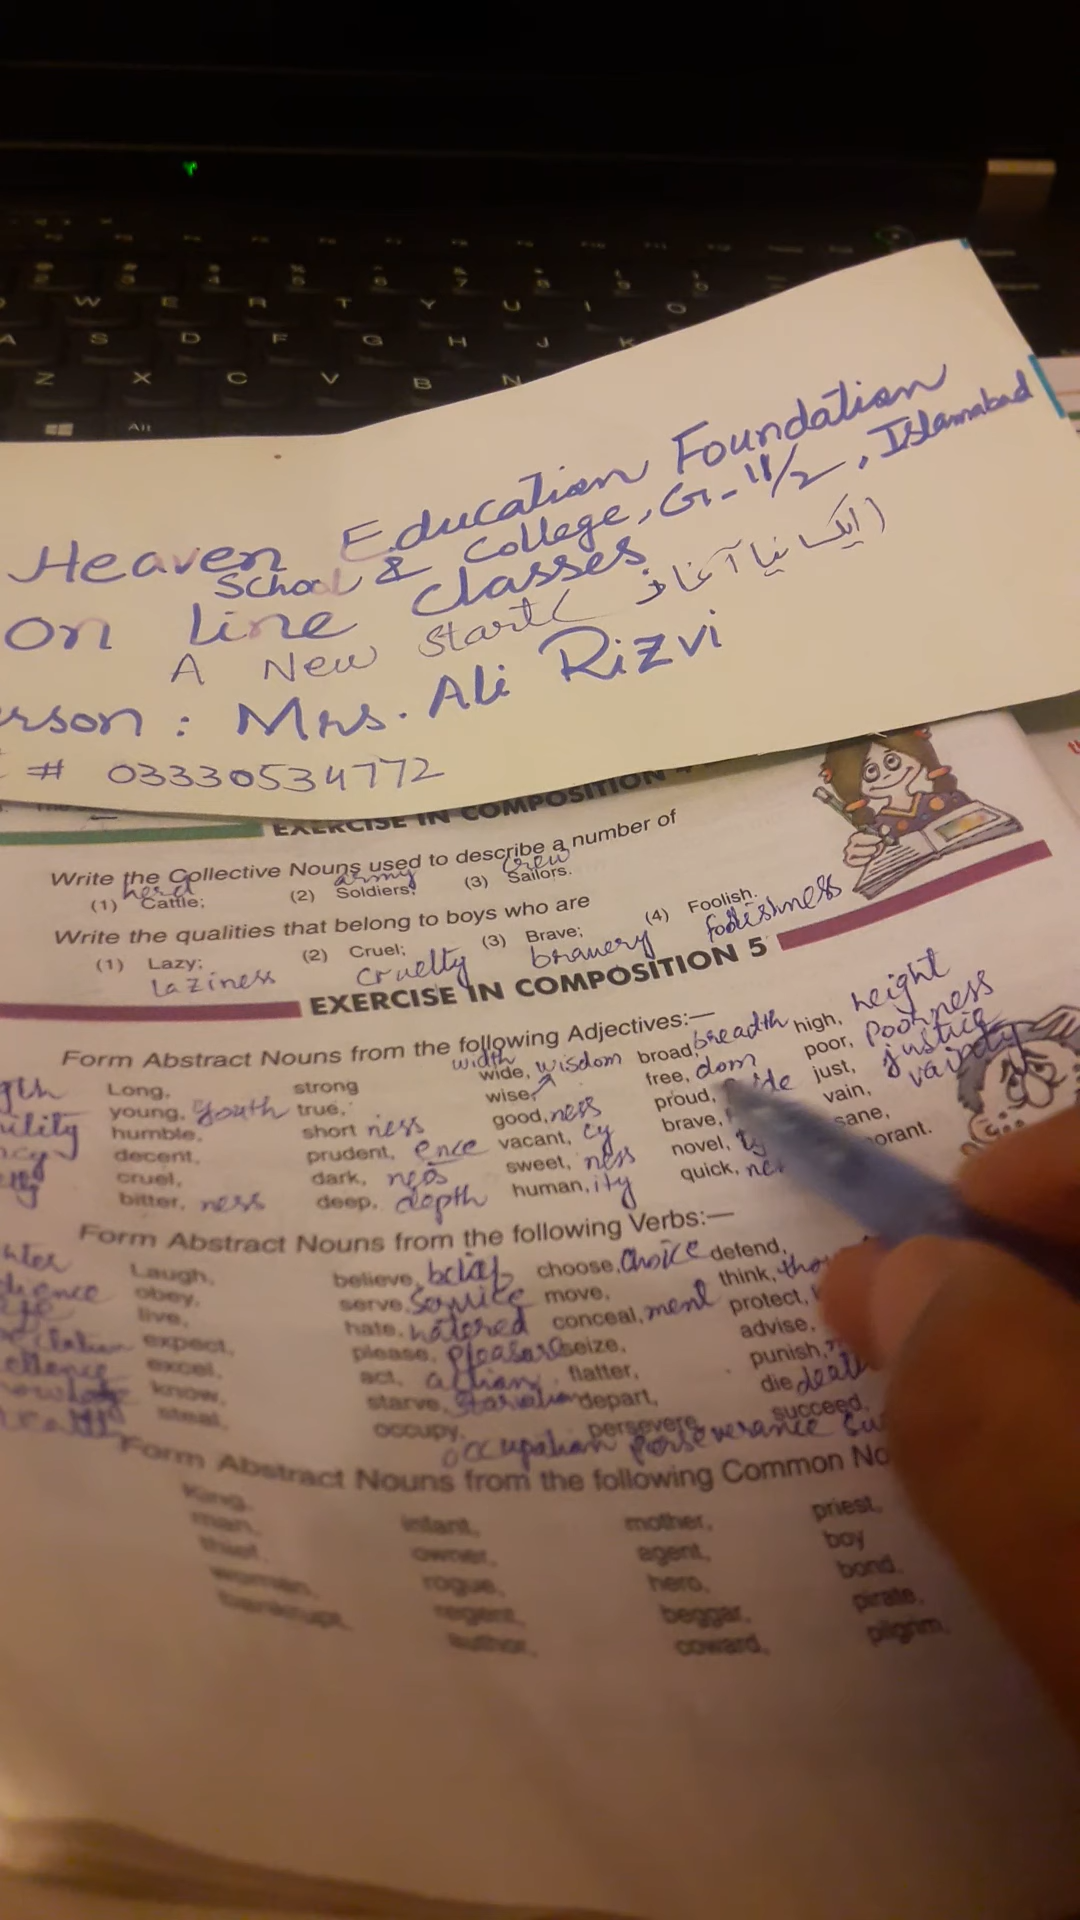 Heaven Education Foundation
School & College, G-11/2, Islamabad
on line classes
A New Start (ایک نیا آغاز)
erson: Mrs. Ali Rizvi
# 03330534772
EXERCISE IN COMPOSITION
Write the Collective Nouns used to describe a number of
herd army crew
(1) Cattle; (2) Soldiers; (3) Sailors.
Write the qualities that belong to boys who are
(1) Lazy; (2) Cruel; (3) Brave; (4) Foolish.
Laziness cruelty bravery foolishness
EXERCISE IN COMPOSITION 5
Form Abstract Nouns from the following Adjectives:—
Long, strong width wide, wisdom broad, breadth high, height
young, youth true, wise, free, dom poor, poorness
humble, short ness good, ness proud, just, justice
decent, prudent, ence vacant, cy brave, vain,
cruel, dark, ness sweet, ness novel, ty sane,
bitter, ness deep, depth human, ity quick, orant.
Form Abstract Nouns from the following Verbs:—
Laugh, believe, choose, choice defend,
obey, serve, service move, think,
live, hate, hatered conceal, ment protect,
expect, please, pleasure seize, advise,
excel, act, action flatter, punish,
know, starve, depart, die, death
steal, occupy, persevere, succeed,
occupation perseverance
Form Abstract Nouns from the following Common No
King, infant, mother, priest,
man, owner, agent, boy
thief, rogue, hero, bond,
woman, regent, beggar, pirate,
bankrupt, author, coward, pilgrim,